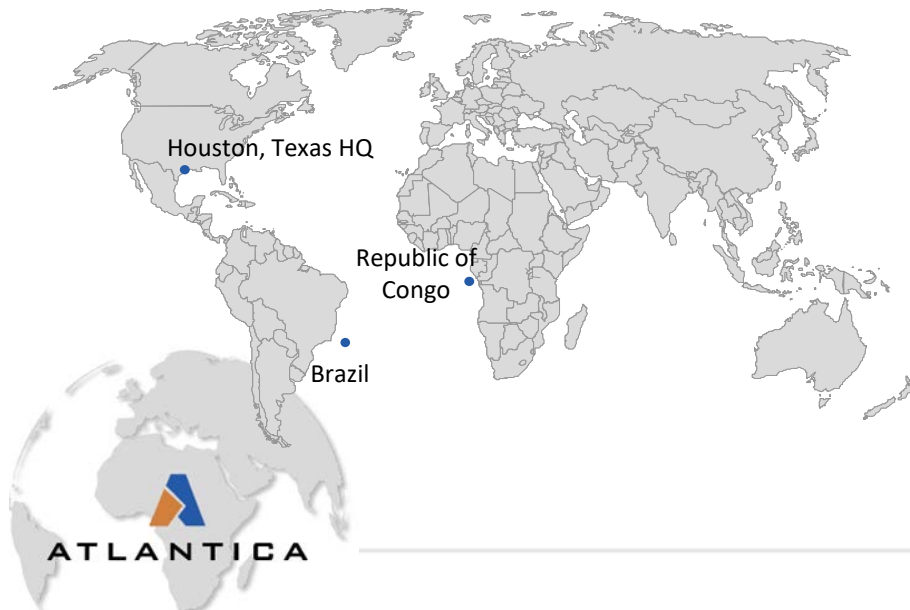 Houston, Texas HQ
Republic of
Congo
Brazil
ATLANTICA